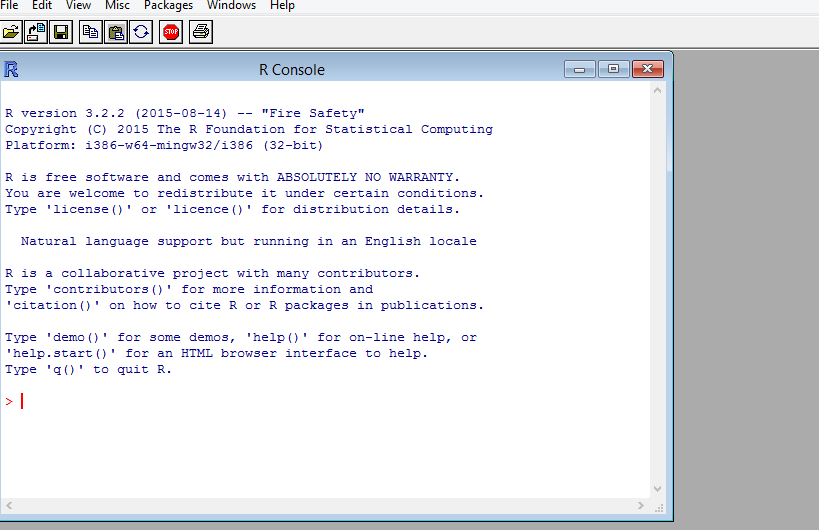 File Edit View Misc Packages Windows Help
STOP
R R Console
R version 3.2.2 (2015-08-14) -- "Fire Safety"
Copyright (C) 2015 The R Foundation for Statistical Computing
Platform: i386-w64-mingw32/i386 (32-bit)
R is free software and comes with ABSOLUTELY NO WARRANTY.
You are welcome to redistribute it under certain conditions.
Type 'license()' or 'licence()' for distribution details.
Natural language support but running in an English locale
R is a collaborative project with many contributors.
Type 'contributors()' for more information and
'citation()' on how to cite R or R packages in publications.
Type 'demo()' for some demos, 'help()' for on-line help, or
'help.start()' for an HTML browser interface to help.
Type 'q()' to quit R.
>